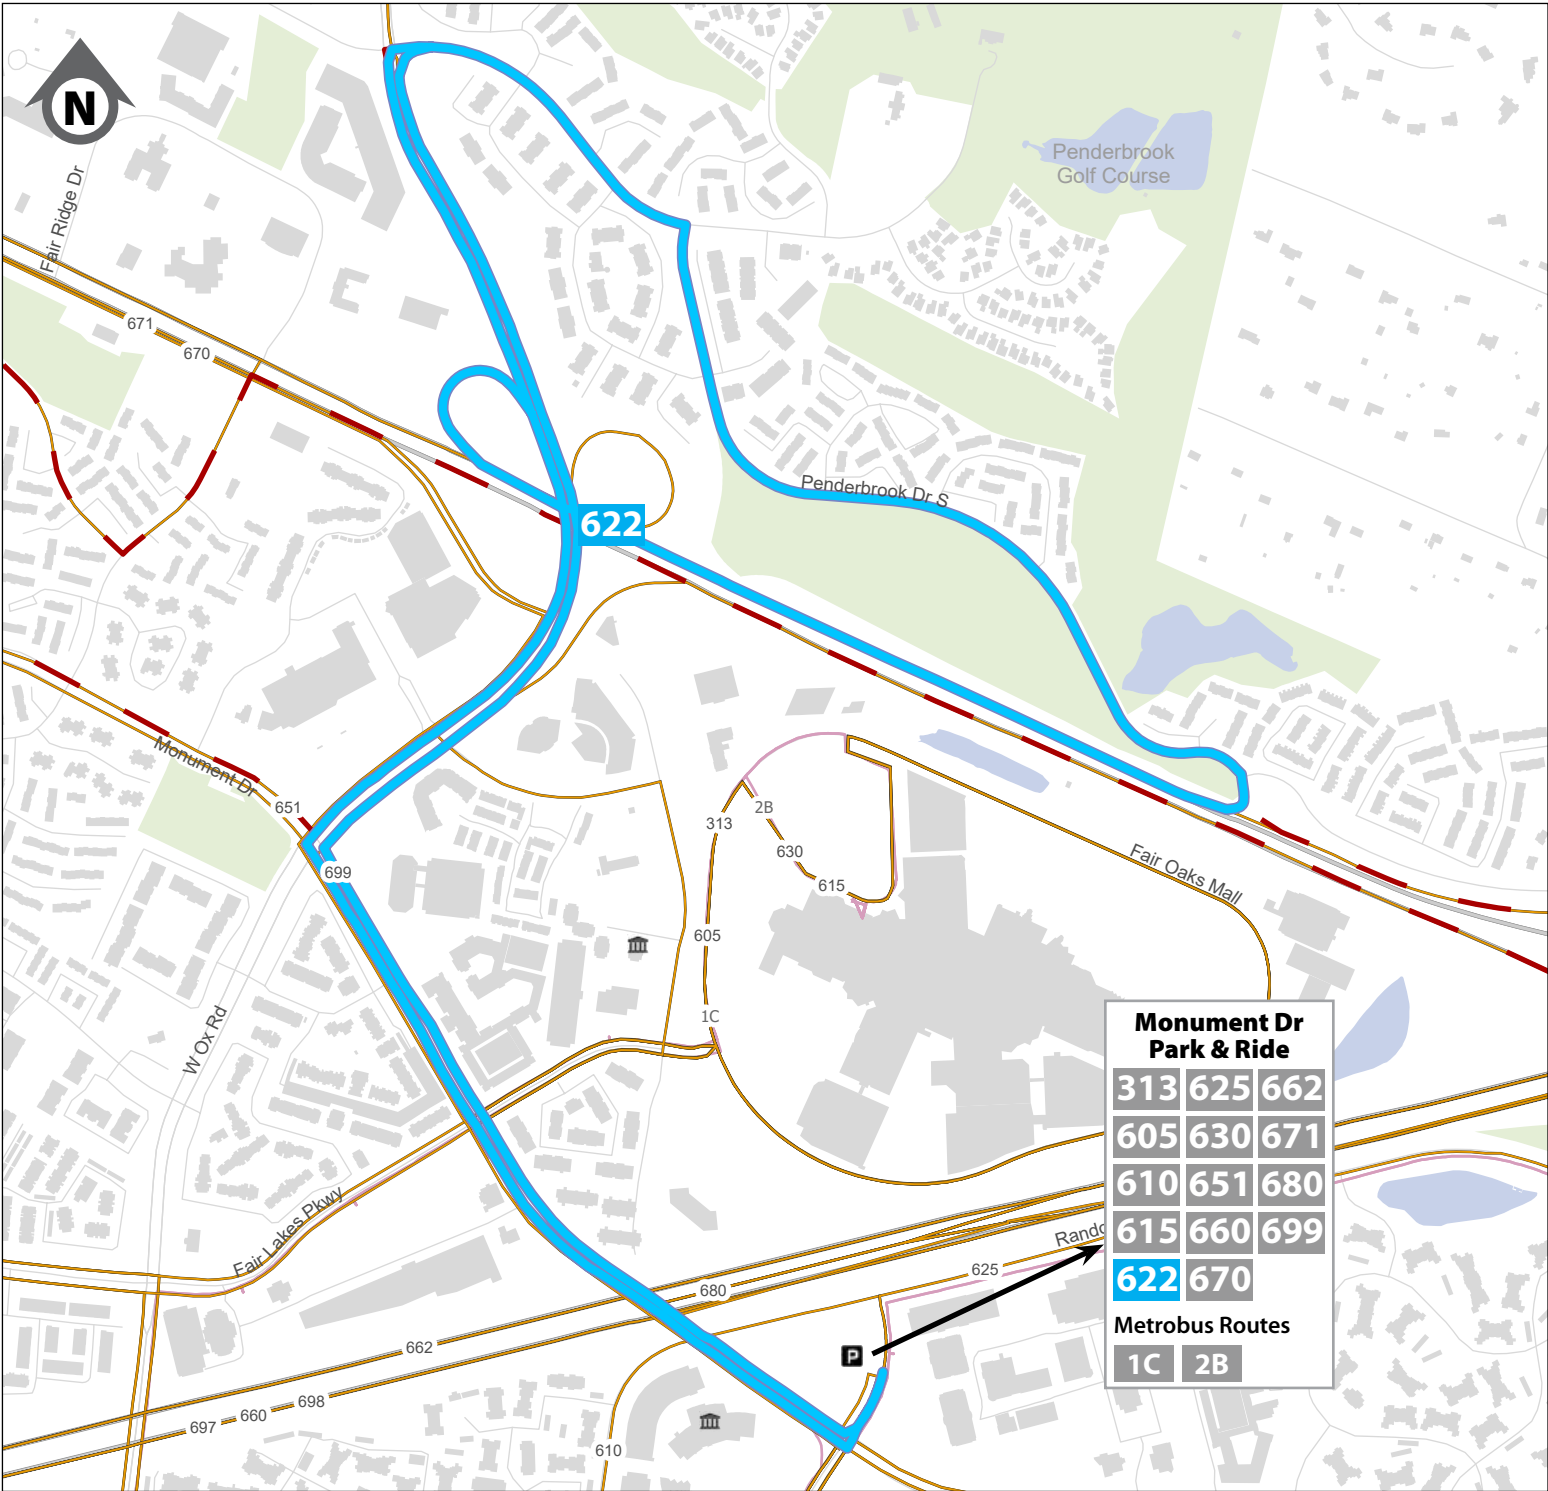 N
Penderbrook
Golf Course
Fair Ridge Dr
671
670
622
Penderbrook Dr S
Monument Dr
651
699
2B
313
630
615
605
1C
Fair Oaks Mall
W Ox Rd
Fair Lakes Pkwy
Monument Dr
Park & Ride
313 625 662
605 630 671
610 651 680
615 660 699
622 670
Metrobus Routes
1C 2B
Rando
625
680
662
698
660
697
610
P